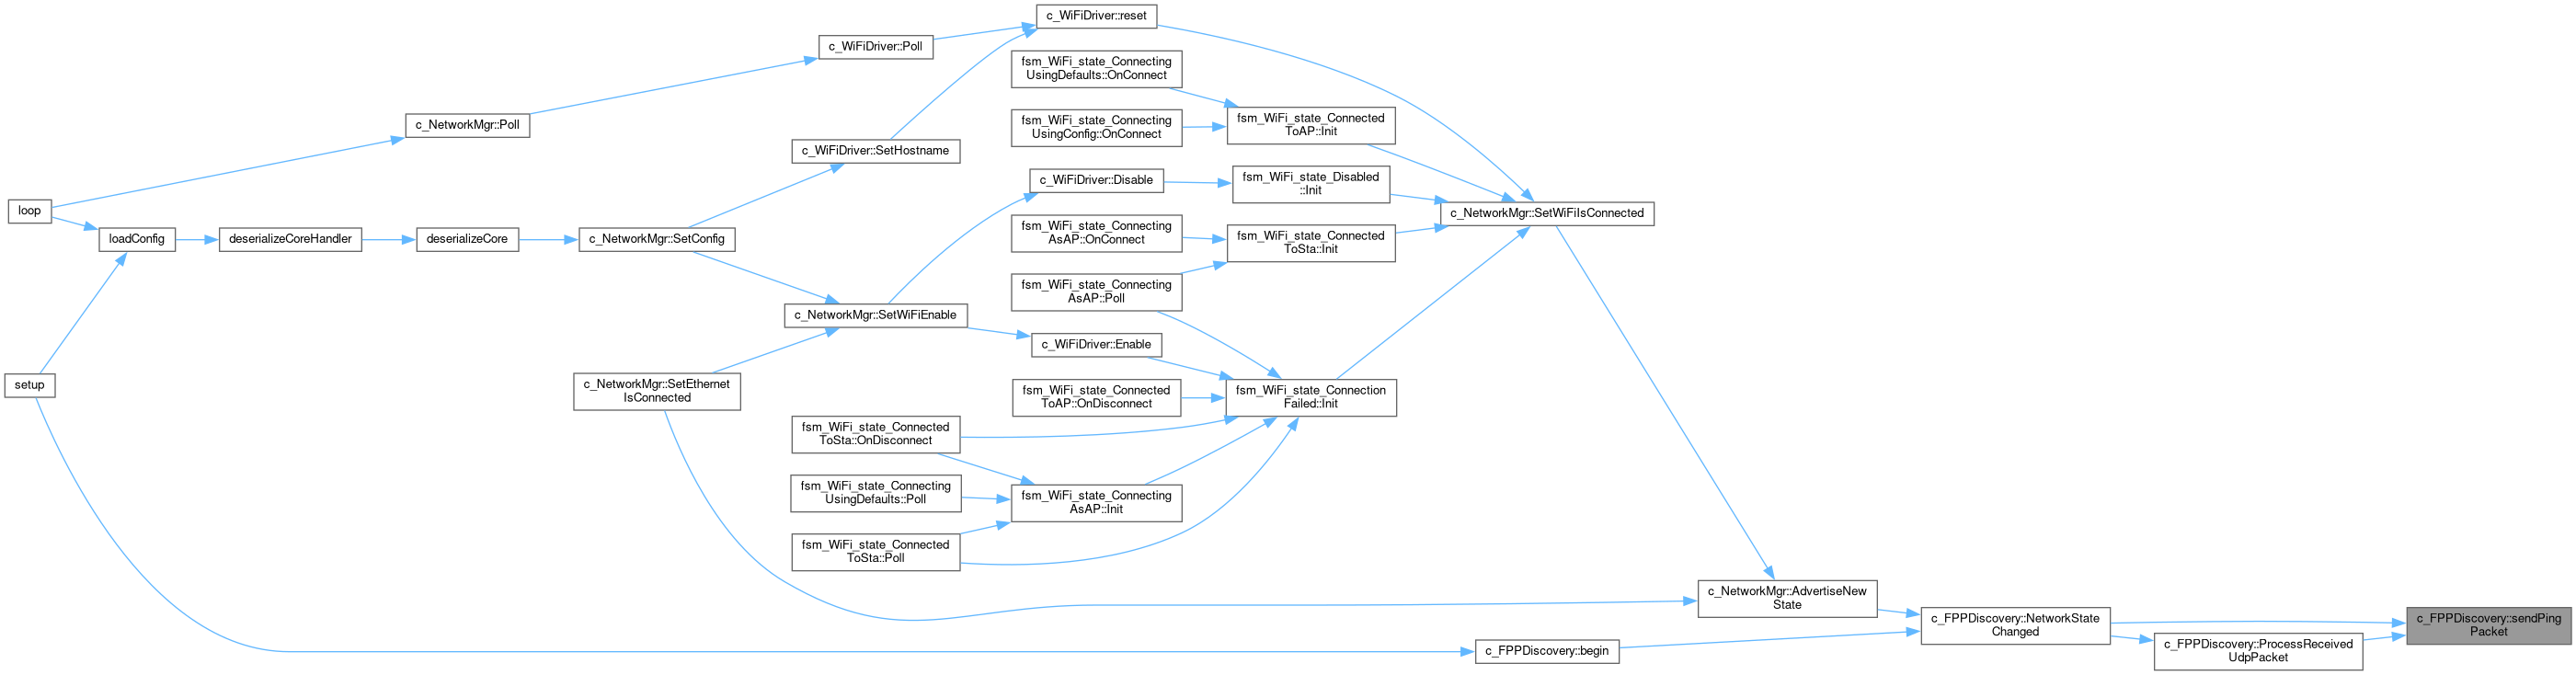 c_WiFiDriver::reset
c_WiFiDriver::Poll
fsm_WiFi_state_Connecting
UsingDefaults::OnConnect
c_NetworkMgr::Poll
fsm_WiFi_state_Connecting
UsingConfig::OnConnect
fsm_WiFi_state_Connected
ToAP::Init
c_WiFiDriver::SetHostname
c_WiFiDriver::Disable
fsm_WiFi_state_Disabled
::Init
loop
c_NetworkMgr::SetWiFiIsConnected
loadConfig
deserializeCoreHandler
deserializeCore
c_NetworkMgr::SetConfig
fsm_WiFi_state_Connecting
AsAP::OnConnect
fsm_WiFi_state_Connected
ToSta::Init
fsm_WiFi_state_Connecting
AsAP::Poll
c_NetworkMgr::SetWiFiEnable
c_WiFiDriver::Enable
setup
c_NetworkMgr::SetEthernet
IsConnected
fsm_WiFi_state_Connected
ToAP::OnDisconnect
fsm_WiFi_state_Connection
Failed::Init
fsm_WiFi_state_Connected
ToSta::OnDisconnect
fsm_WiFi_state_Connecting
UsingDefaults::Poll
fsm_WiFi_state_Connecting
AsAP::Init
fsm_WiFi_state_Connected
ToSta::Poll
c_NetworkMgr::AdvertiseNew
State
c_FPPDiscovery::NetworkState
Changed
c_FPPDiscovery::sendPing
Packet
c_FPPDiscovery::begin
c_FPPDiscovery::ProcessReceived
UdpPacket